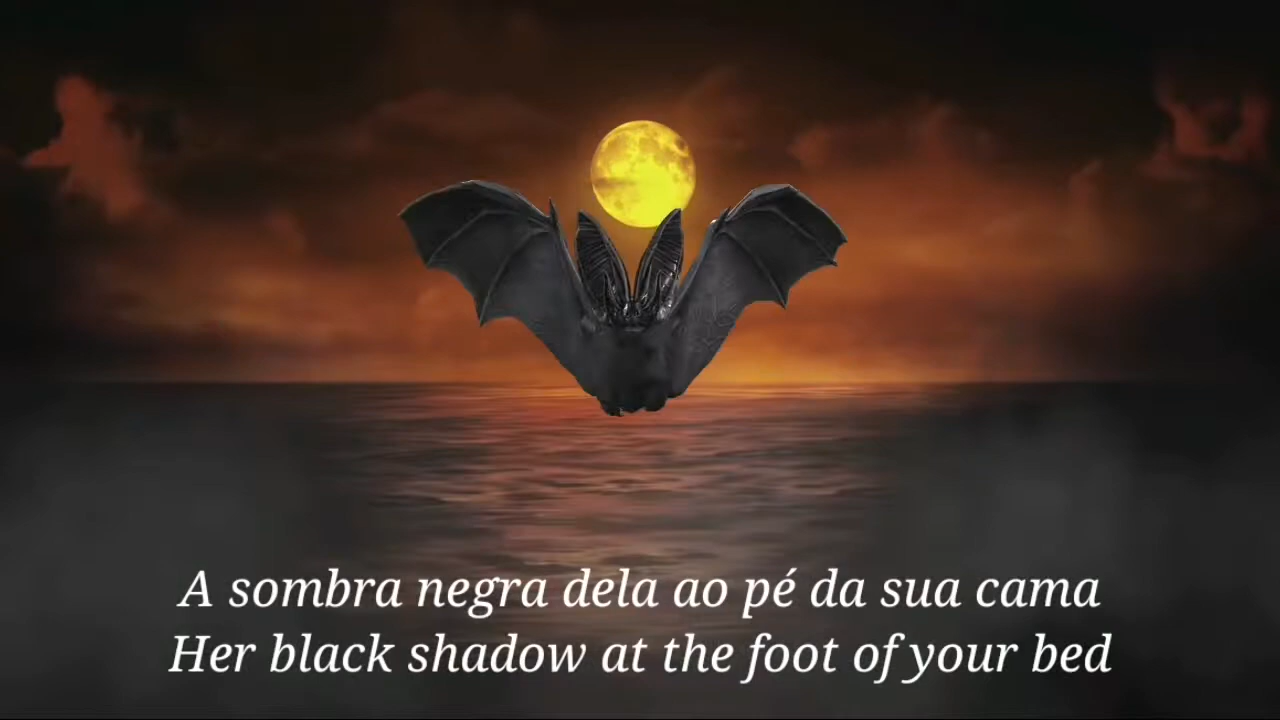 A sombra negra dela ao pé da sua cama
Her black shadow at the foot of your bed